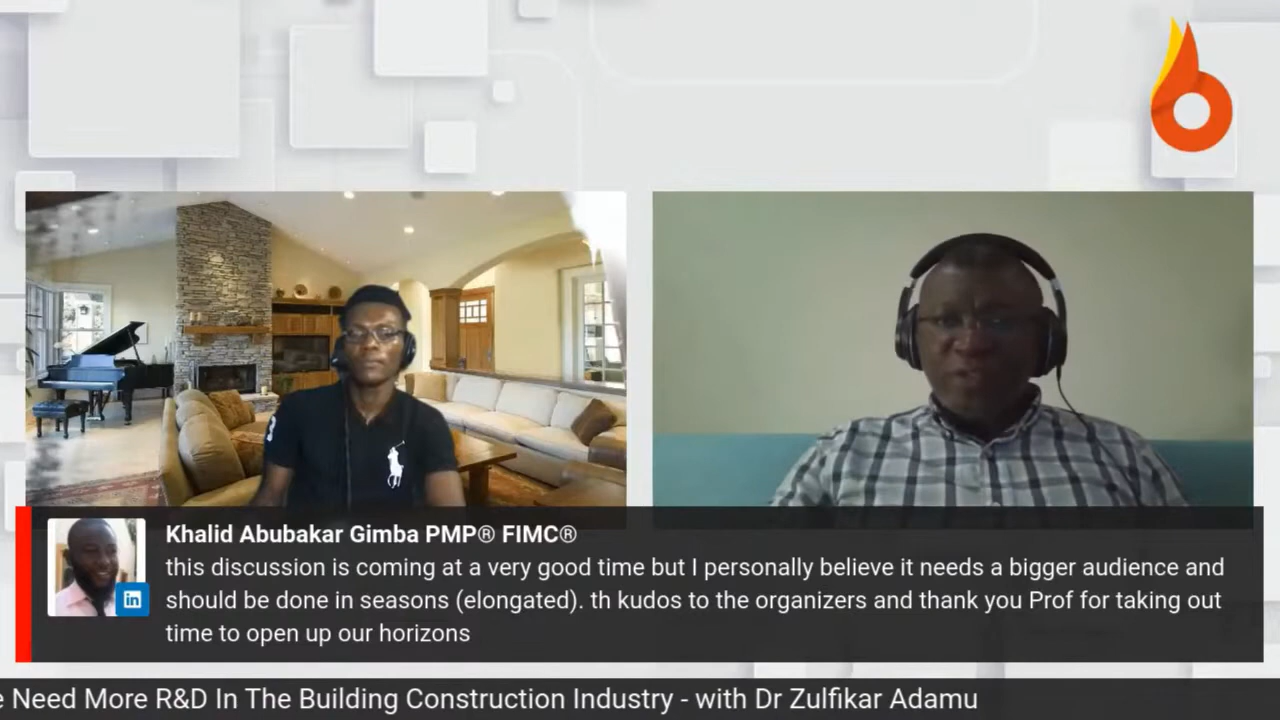 Khalid Abubakar Gimba PMP® FIMC®
this discussion is coming at a very good time but I personally believe it needs a bigger audience and
should be done in seasons (elongated). th kudos to the organizers and thank you Prof for taking out
time to open up our horizons
in
e Need More R&D In The Building Construction Industry - with Dr Zulfikar Adamu